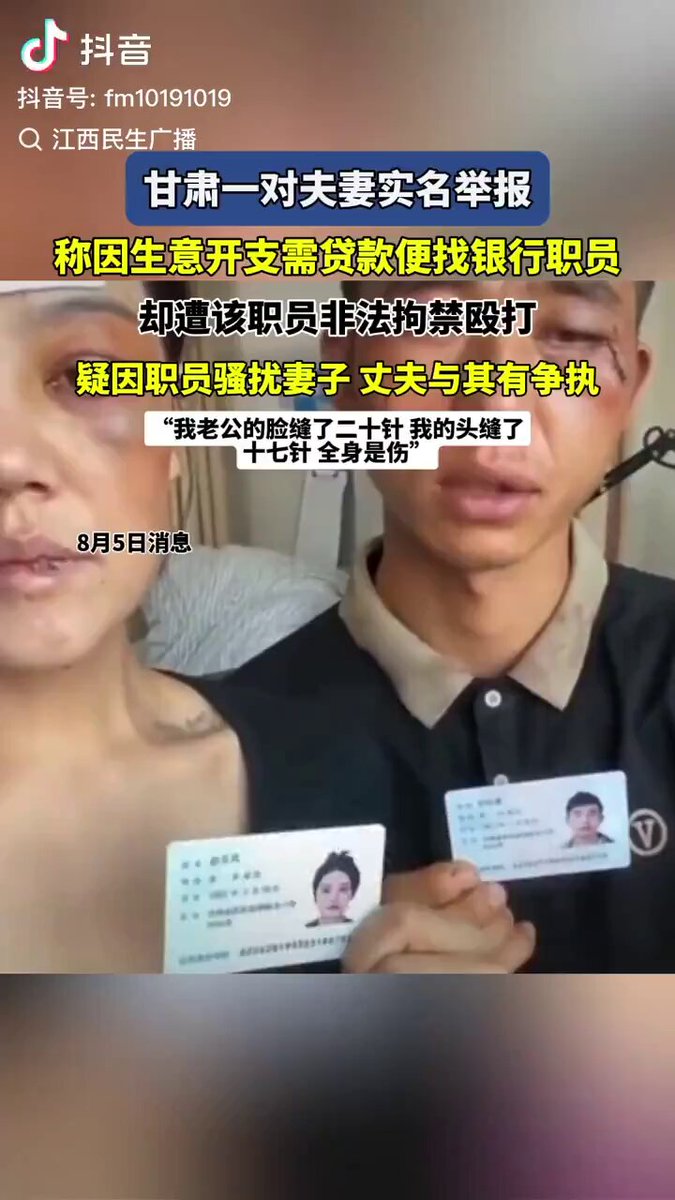 抖音
抖音号: fm10191019
江西民生广播
甘肃一对夫妻实名举报
称因生意开支需贷款便找银行职员
却遭该职员非法拘禁殴打
疑因职员骚扰妻子 丈夫与其有争执
“我老公的脸缝了二十针 我的头缝了
十七针 全身是伤”
8月5日消息
V